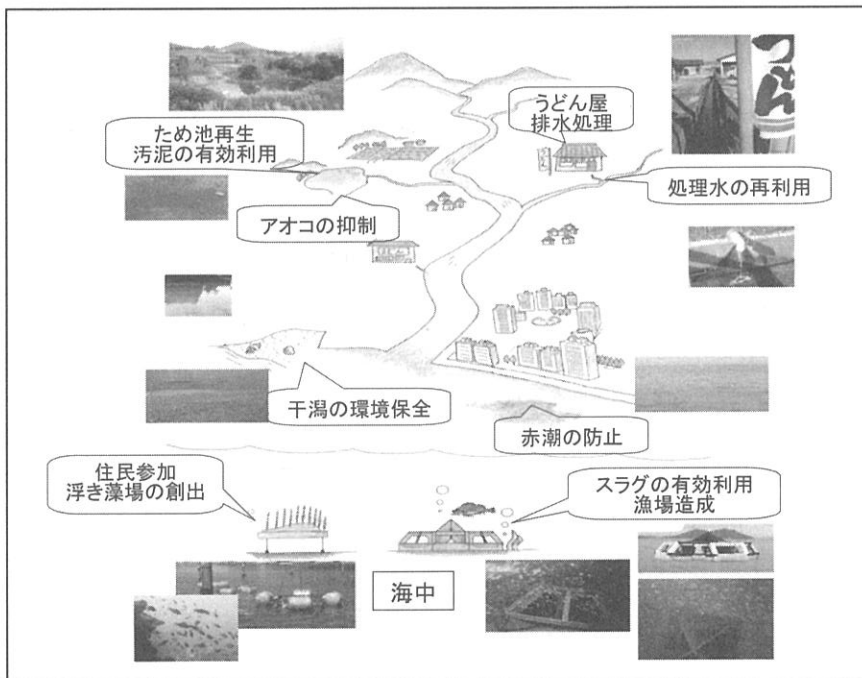 うどん屋
排水処理
ため池再生
汚泥の有効利用
処理水の再利用
アオコの抑制
干潟の環境保全
赤潮の防止
住民参加
浮き藻場の創出
スラグの有効利用
漁場造成
海中